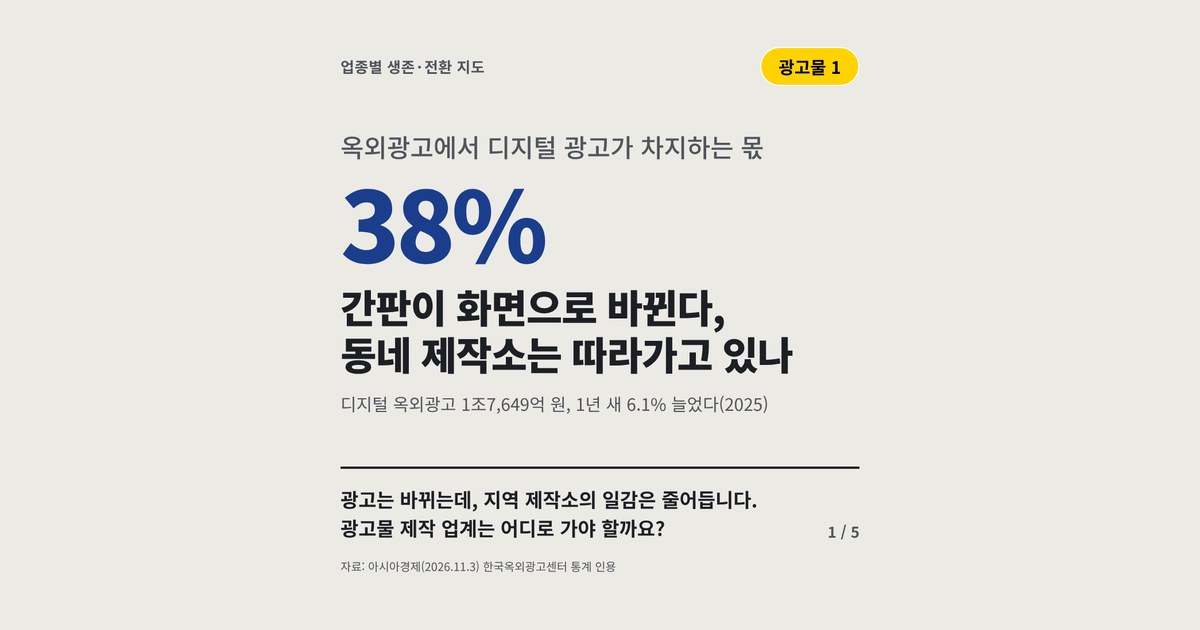 업종별 생존·전환 지도
광고물 1
옥외광고에서 디지털 광고가 차지하는 몫
38%
간판이 화면으로 바뀐다,
동네 제작소는 따라가고 있나
디지털 옥외광고 1조7,649억 원, 1년 새 6.1% 늘었다(2025)
광고는 바뀌는데, 지역 제작소의 일감은 줄어듭니다.
광고물 제작 업계는 어디로 가야 할까요?
1 / 5
자료: 아시아경제(2026.11.3) 한국옥외광고센터 통계 인용